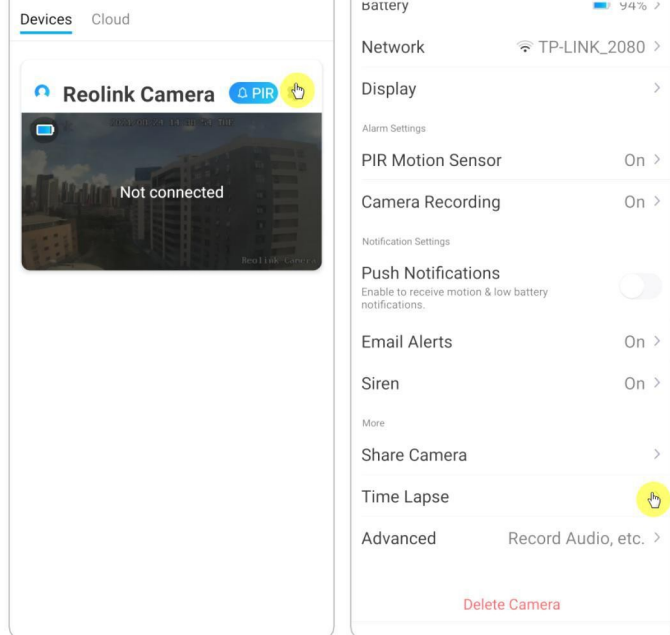 Devices Cloud
Reolink Camera PIR
Not connected
Reolink Camera
Battery 94%
Network TP-LINK_2080
Display
Alarm Settings
PIR Motion Sensor On
Camera Recording On
Notification Settings
Push Notifications
Enable to receive motion & low battery
notifications.
Email Alerts On
Siren On
More
Share Camera
Time Lapse
Advanced Record Audio, etc.
Delete Camera